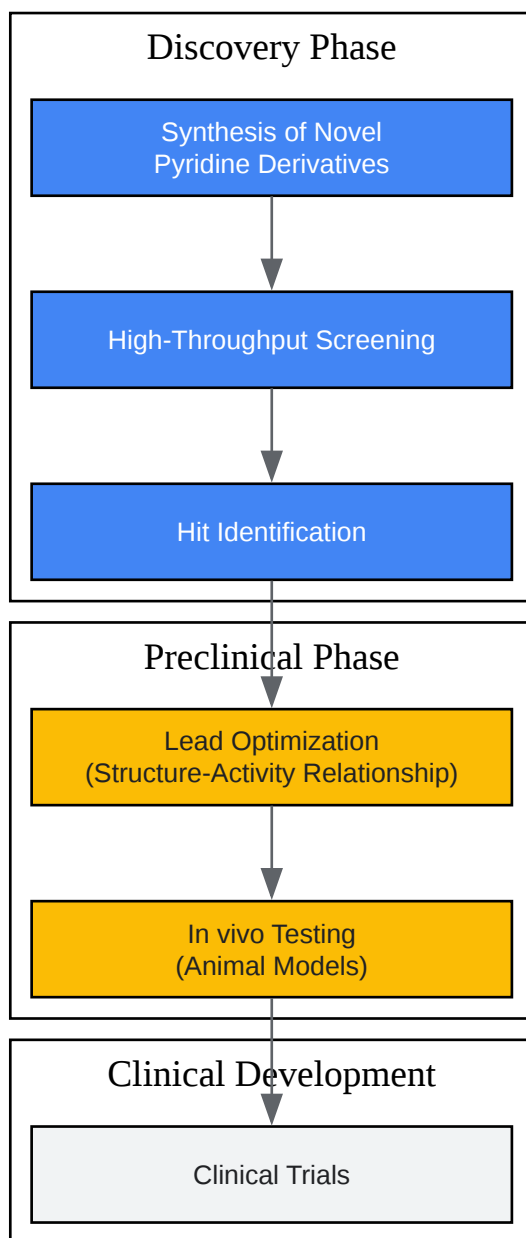 Discovery Phase
Synthesis of Novel
Pyridine Derivatives
High-Throughput Screening
Hit Identification
Preclinical Phase
Lead Optimization
(Structure-Activity Relationship)
In vivo Testing
(Animal Models)
Clinical Development
Clinical Trials